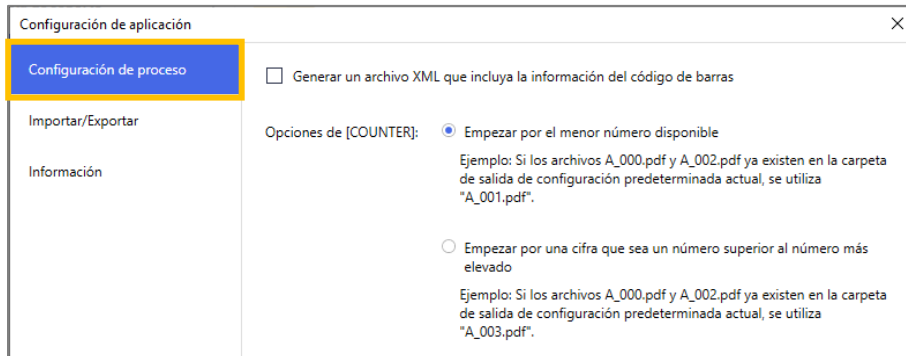 Configuración de aplicación
Configuración de proceso
Importar/Exportar
Información
Generar un archivo XML que incluya la información del código de barras
Opciones de [COUNTER]:
Empezar por el menor número disponible
Ejemplo: Si los archivos A_000.pdf y A_002.pdf ya existen en la carpeta
de salida de configuración predeterminada actual, se utiliza
"A_001.pdf".
Empezar por una cifra que sea un número superior al número más
elevado
Ejemplo: Si los archivos A_000.pdf y A_002.pdf ya existen en la carpeta
de salida de configuración predeterminada actual, se utiliza
"A_003.pdf".